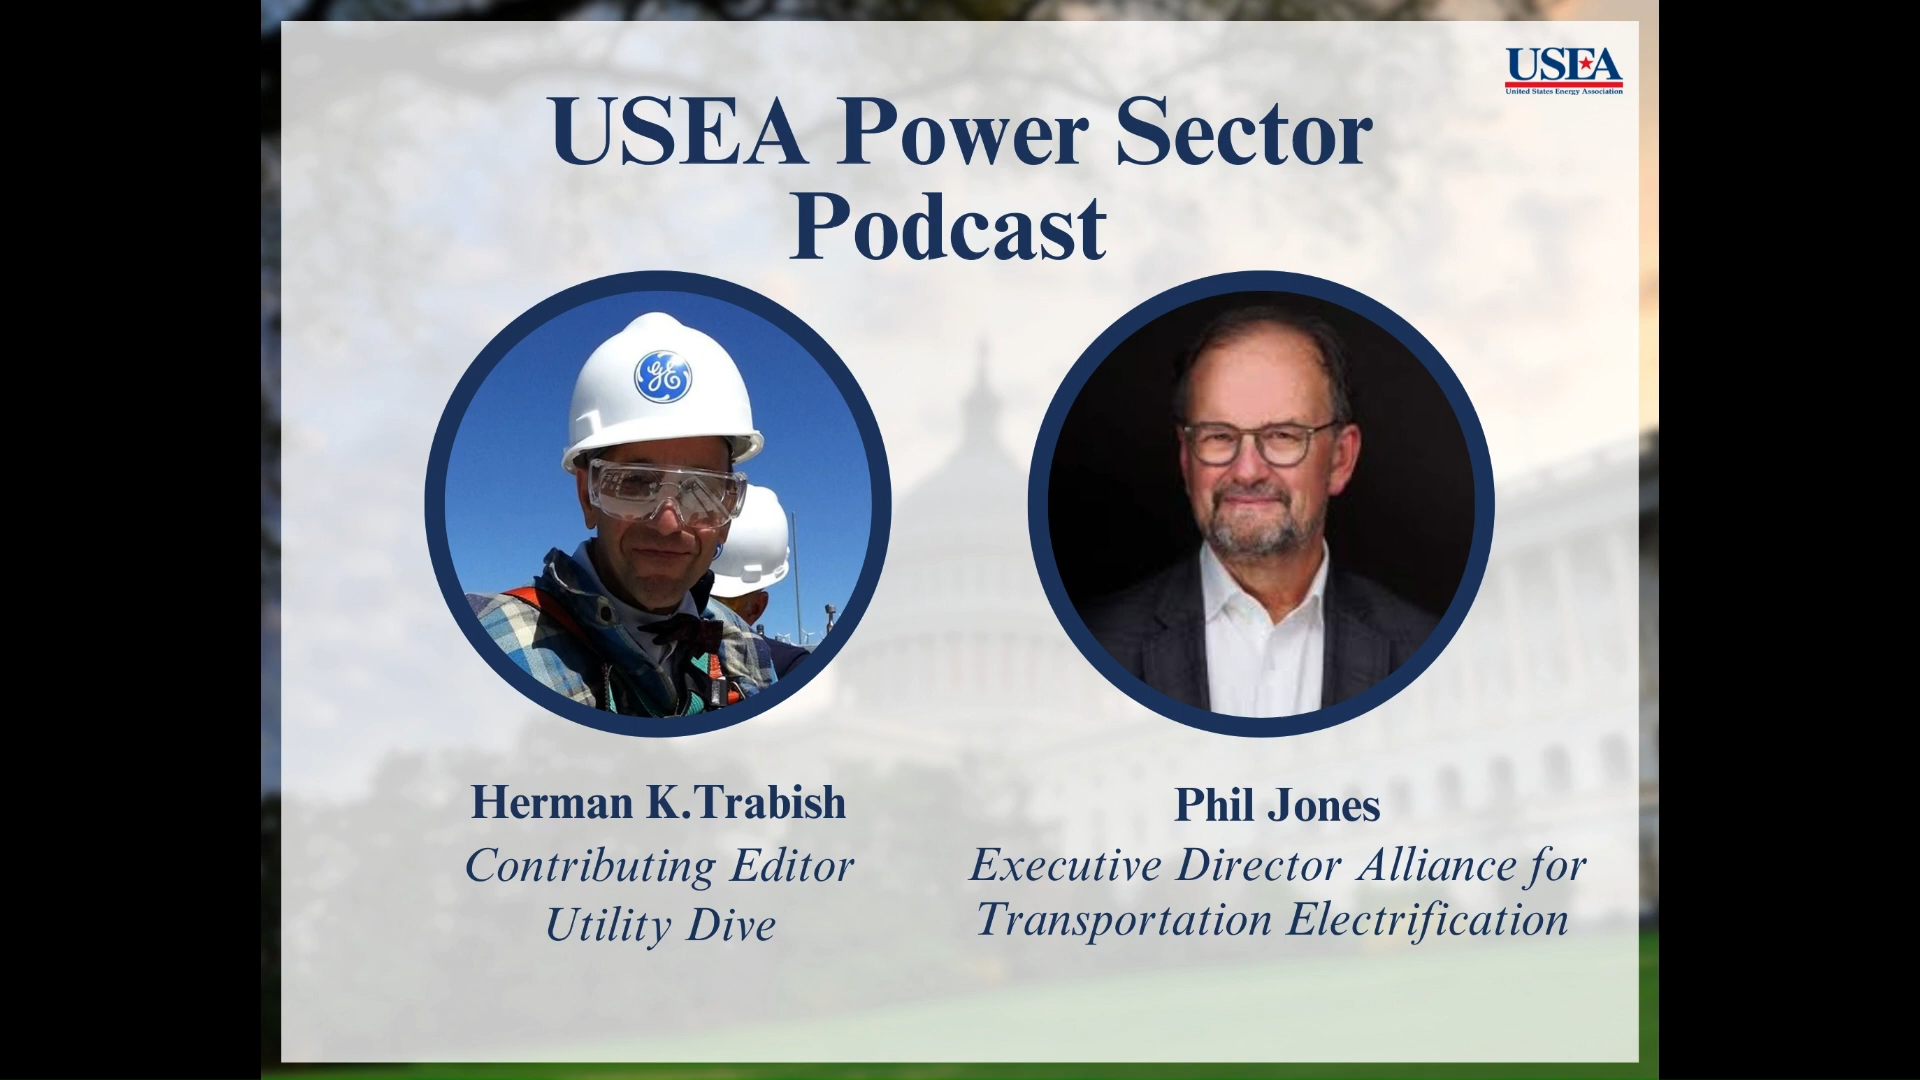 USEA
United States Energy Association
USEA Power Sector
Podcast
GE
Herman K.Trabish
Contributing Editor
Utility Dive
Phil Jones
Executive Director Alliance for
Transportation Electrification